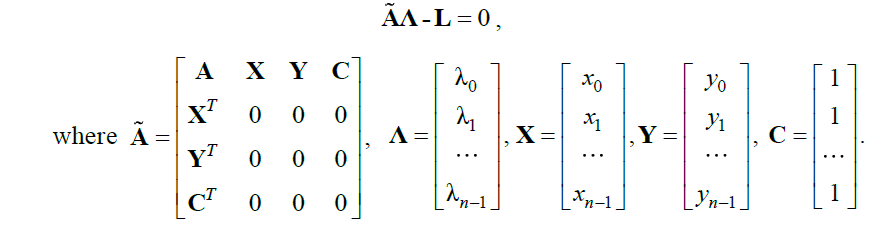 ÃΛ - L = 0 ,
where Ã = [ A X Y C ; X^T 0 0 0 ; Y^T 0 0 0 ; C^T 0 0 0 ] , Λ = [ λ_0 ; λ_1 ; ... ; λ_{n-1} ] , X = [ x_0 ; x_1 ; ... ; x_{n-1} ] , Y = [ y_0 ; y_1 ; ... ; y_{n-1} ] , C = [ 1 ; 1 ; ... ; 1 ] .